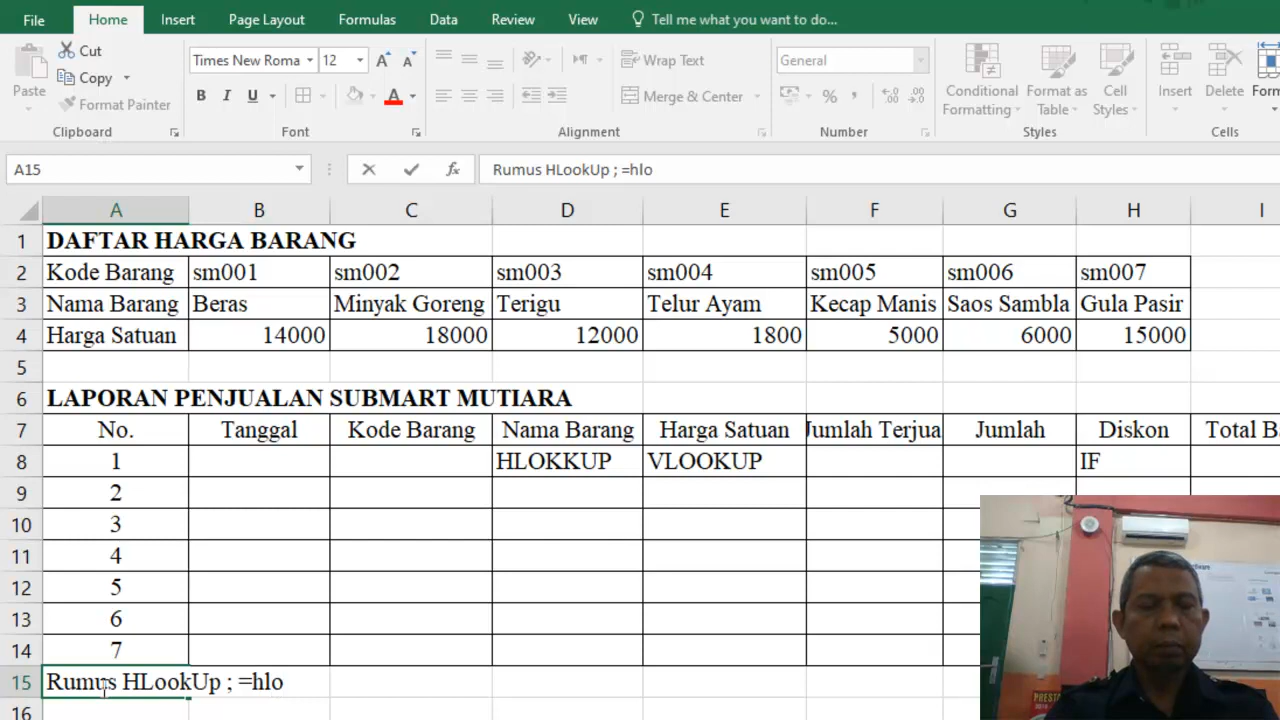 File Home Insert Page Layout Formulas Data Review View Tell me what you want to do...
Paste
Cut
Copy
Format Painter
Clipboard
Times New Roma 12
B I U A
Font
Wrap Text
Merge & Center
Alignment
General
%
Number
Conditional Formatting
Format as Table
Cell Styles
Styles
Insert Delete Form
Cells
A15 fx Rumus HLookUp ; =hlo
A B C D E F G H I
1 DAFTAR HARGA BARANG
2 Kode Barang sm001 sm002 sm003 sm004 sm005 sm006 sm007
3 Nama Barang Beras Minyak Goreng Terigu Telur Ayam Kecap Manis Saos Sambla Gula Pasir
4 Harga Satuan 14000 18000 12000 1800 5000 6000 15000
5
6 LAPORAN PENJUALAN SUBMART MUTIARA
7 No. Tanggal Kode Barang Nama Barang Harga Satuan Jumlah Terjua Jumlah Diskon Total B
8 1 HLOKKUP VLOOKUP IF
9 2
10 3
11 4
12 5
13 6
14 7
15 Rumus HLookUp ; =hlo
16